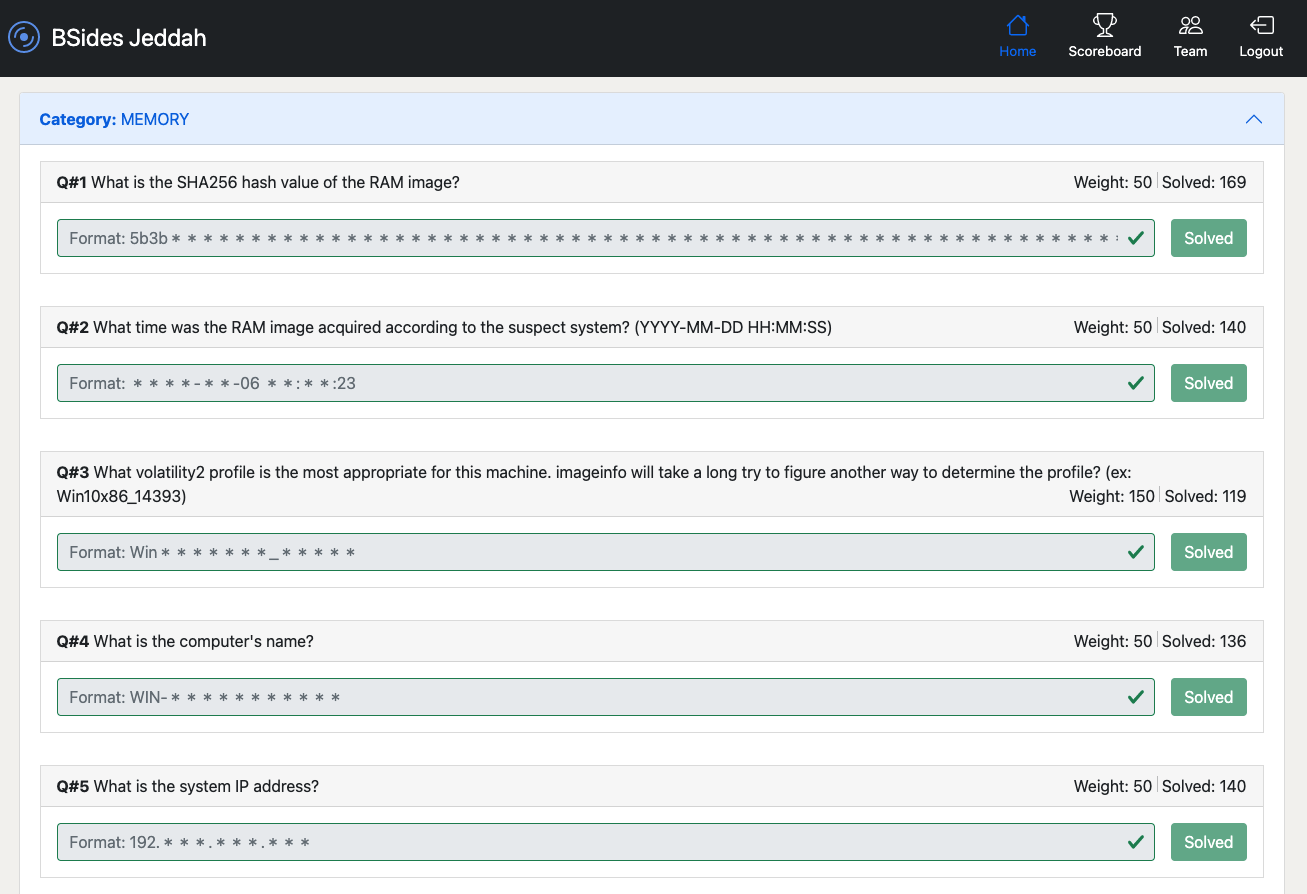 BSides Jeddah
Home
Scoreboard
Team
Logout
Category: MEMORY
Q#1 What is the SHA256 hash value of the RAM image?
Weight: 50 Solved: 169
Format: 5b3b* * * * * * * * * * * * * * * * * * * * * * * * * * * * * * * * * * * * * * * * * * * * * * * * * * * * * * * * * * *
Solved
Q#2 What time was the RAM image acquired according to the suspect system? (YYYY-MM-DD HH:MM:SS)
Weight: 50 Solved: 140
Format: * * * *-* *-06 * *:* *:23
Solved
Q#3 What volatility2 profile is the most appropriate for this machine. imageinfo will take a long try to figure another way to determine the profile? (ex:
Win10x86_14393)
Weight: 150 Solved: 119
Format: Win* * * * * * *_* * * * *
Solved
Q#4 What is the computer's name?
Weight: 50 Solved: 136
Format: WIN-* * * * * * * * * * *
Solved
Q#5 What is the system IP address?
Weight: 50 Solved: 140
Format: 192.* * *.* * *.* * *
Solved